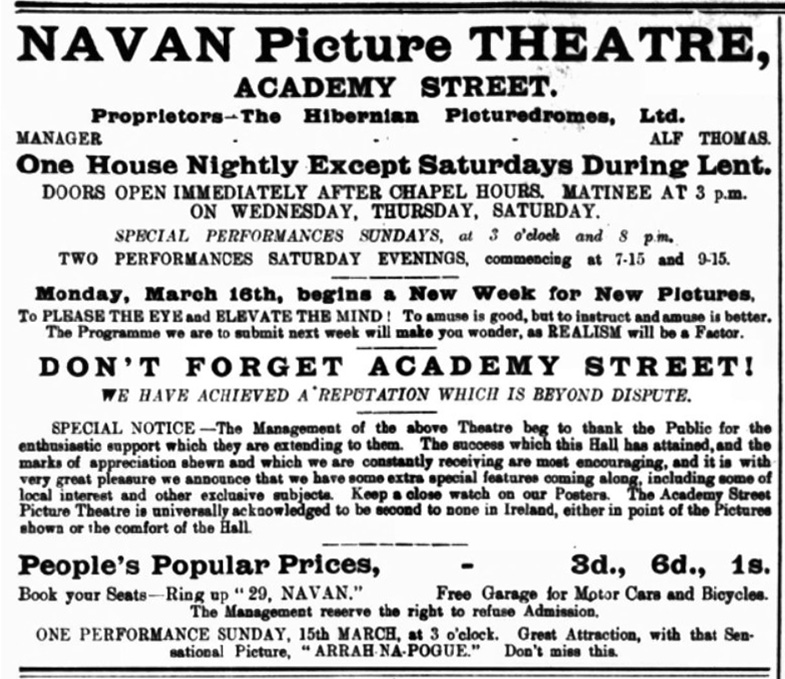 NAVAN Picture THEATRE,
ACADEMY STREET.
Proprietors—The Hibernian Picturedromes, Ltd.
MANAGER - - - ALF THOMAS.
One House Nightly Except Saturdays During Lent.
DOORS OPEN IMMEDIATELY AFTER CHAPEL HOURS. MATINEE AT 3 p.m.
ON WEDNESDAY, THURSDAY, SATURDAY.
SPECIAL PERFORMANCES SUNDAYS, at 3 o'clock and 8 p.m.
TWO PERFORMANCES SATURDAY EVENINGS, commencing at 7-15 and 9-15.
Monday, March 16th, begins a New Week for New Pictures,
To PLEASE THE EYE and ELEVATE THE MIND! To amuse is good, but to instruct and amuse is better.
The Programme we are to submit next week will make you wonder, as REALISM will be a Factor.
DON'T FORGET ACADEMY STREET!
WE HAVE ACHIEVED A REPUTATION WHICH IS BEYOND DISPUTE.
SPECIAL NOTICE—The Management of the above Theatre beg to thank the Public for the
enthusiastic support which they are extending to them. The success which this Hall has attained, and the
marks of appreciation shewn and which we are constantly receiving are most encouraging, and it is with
very great pleasure we announce that we have some extra special features coming along, including some of
local interest and other exclusive subjects. Keep a close watch on our Posters. The Academy Street
Picture Theatre is universally acknowledged to be second to none in Ireland, either in point of the Pictures
shown or the comfort of the Hall.
People's Popular Prices, - 3d., 6d., 1s.
Book your Seats—Ring up "29, NAVAN." Free Garage for Motor Cars and Bicycles.
The Management reserve the right to refuse Admission.
ONE PERFORMANCE SUNDAY, 15th MARCH, at 3 o'clock. Great Attraction, with that Sen-
sational Picture, "ARRAH-NA-POGUE." Don't miss this.